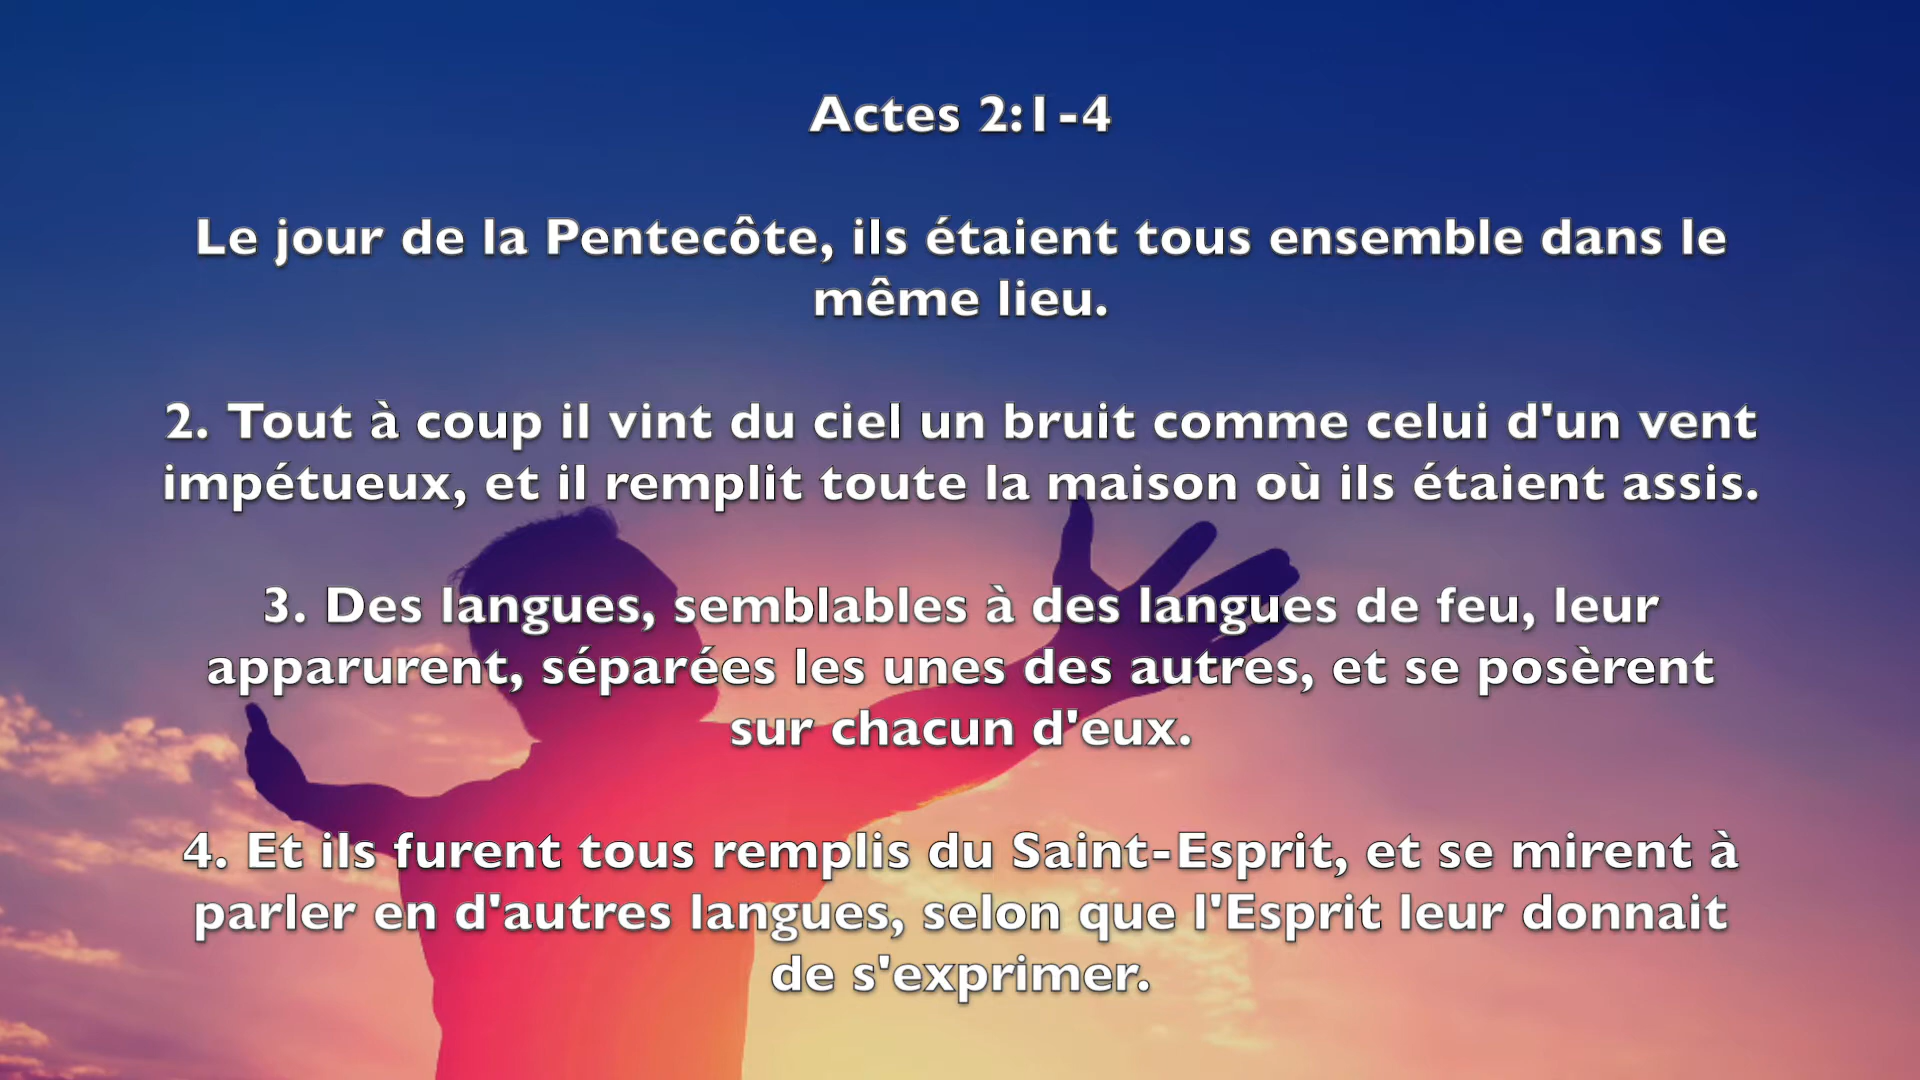 Actes 2:1-4
Le jour de la Pentecôte, ils étaient tous ensemble dans le
même lieu.
2. Tout à coup il vint du ciel un bruit comme celui d'un vent
impétueux, et il remplit toute la maison où ils étaient assis.
3. Des langues, semblables à des langues de feu, leur
apparurent, séparées les unes des autres, et se posèrent
sur chacun d'eux.
4. Et ils furent tous remplis du Saint-Esprit, et se mirent à
parler en d'autres langues, selon que l'Esprit leur donnait
de s'exprimer.